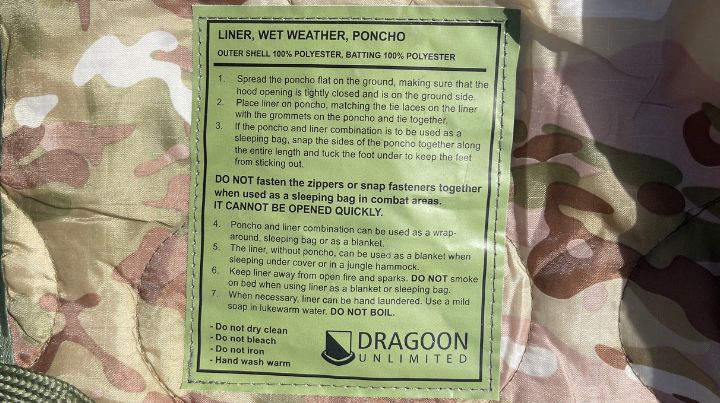 LINER, WET WEATHER, PONCHO
OUTER SHELL 100% POLYESTER, BATTING 100% POLYESTER
1. Spread the poncho flat on the ground, making sure that the
hood opening is tightly closed and is on the ground side.
2. Place liner on poncho, matching the tie laces on the liner
with the grommets on the poncho and tie together.
3. If the poncho and liner combination is to be used as a
sleeping bag, snap the sides of the poncho together along
the entire length and tuck the foot under to keep the feet
from sticking out.
DO NOT fasten the zippers or snap fasteners together
when used as a sleeping bag in combat areas.
IT CANNOT BE OPENED QUICKLY.
4. Poncho and liner combination can be used as a wrap-
around, sleeping bag or as a blanket.
5. The liner, without poncho, can be used as a blanket when
sleeping under cover or in a jungle hammock.
6. Keep liner away from open fire and sparks. DO NOT smoke
on bed when using liner as a blanket or sleeping bag.
7. When necessary, liner can be hand laundered. Use a mild
soap in lukewarm water. DO NOT BOIL.
- Do not dry clean
- Do not bleach
- Do not iron
- Hand wash warm
DRAGOON
UNLIMITED